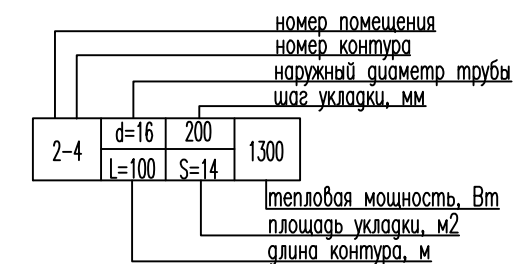 номер помещения
номер контура
наружный диаметр трубы
шаг укладки, мм
2-4
d=16
200
1300
L=100
S=14
тепловая мощность, Вт
площадь укладки, м2
длина контура, м